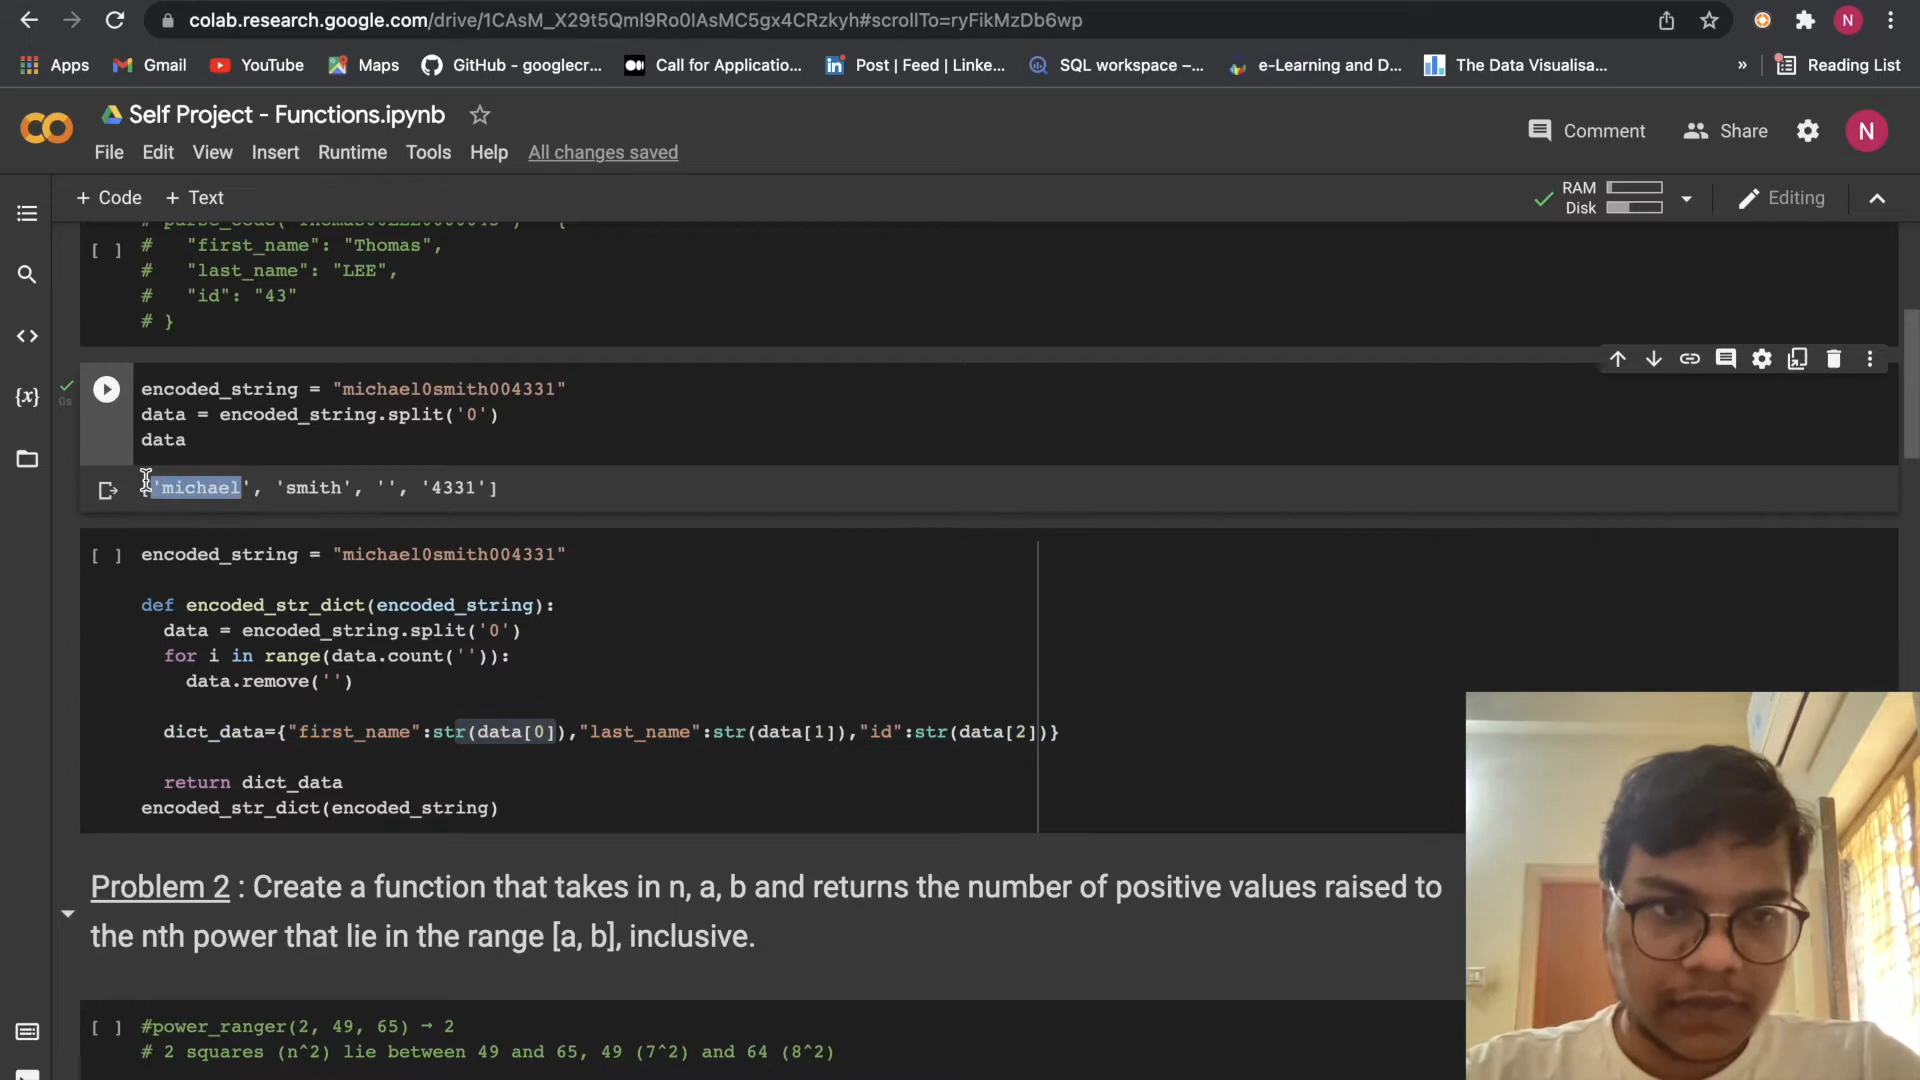 colab.research.google.com/drive/1CAsM_X29t5Qml9Ro0lAsMC5gx4CRzkyh#scrollTo=ryFikMzDb6wp
N
Apps Gmail YouTube Maps GitHub - googlecr... Call for Applicatio... Post | Feed | Linke... SQL workspace –... e-Learning and D... The Data Visualisa... » Reading List
Self Project - Functions.ipynb
Comment Share N
File Edit View Insert Runtime Tools Help All changes saved
+ Code + Text RAM Disk Editing
[ ] # "first_name": "Thomas",
# "last_name": "LEE",
# "id": "43"
# }
0s
encoded_string = "michael0smith004331"
data = encoded_string.split('0')
data
['michael', 'smith', '', '4331']
[ ] encoded_string = "michael0smith004331"
def encoded_str_dict(encoded_string):
data = encoded_string.split('0')
for i in range(data.count('')):
data.remove('')
dict_data={"first_name":str(data[0]),"last_name":str(data[1]),"id":str(data[2])}
return dict_data
encoded_str_dict(encoded_string)
Problem 2 : Create a function that takes in n, a, b and returns the number of positive values raised to
the nth power that lie in the range [a, b], inclusive.
[ ] #power_ranger(2, 49, 65) → 2
# 2 squares (n^2) lie between 49 and 65, 49 (7^2) and 64 (8^2)